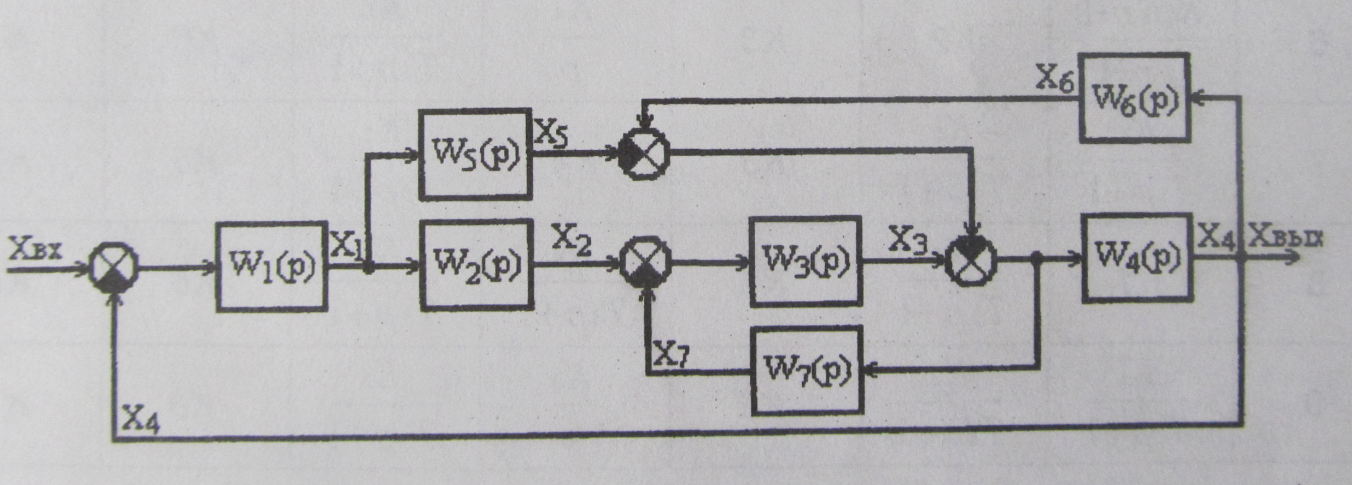 X6
W6(p)
W5(p)
X5
Xвх
W1(p)
X1
W2(p)
X2
W3(p)
X3
W4(p)
X4
Xвых
X7
W7(p)
X4